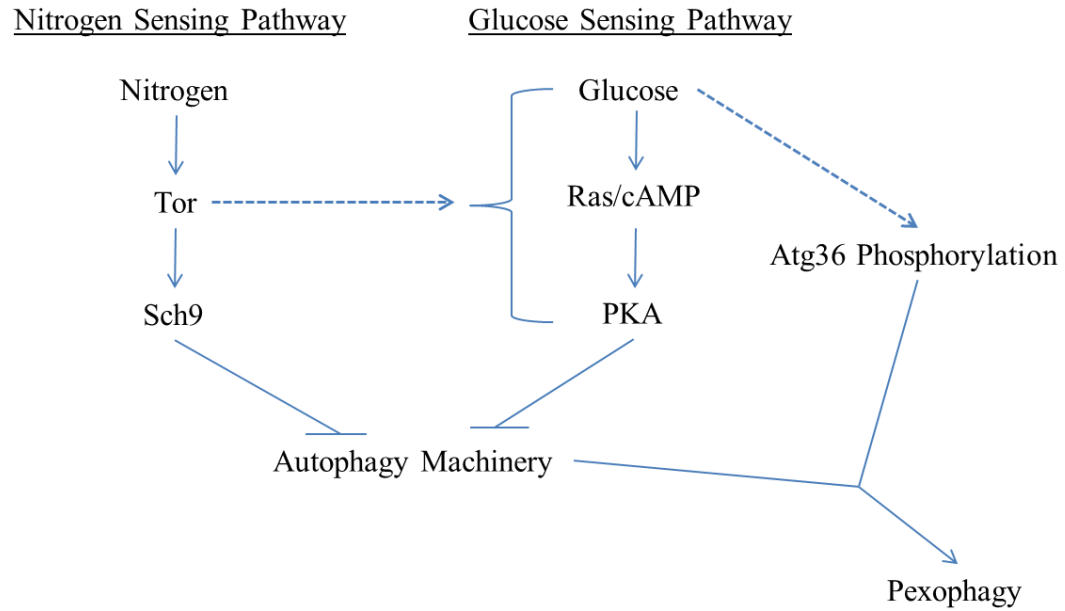 Nitrogen Sensing Pathway
Glucose Sensing Pathway
Nitrogen
Glucose
Tor
Ras/cAMP
Atg36 Phosphorylation
Sch9
PKA
Autophagy Machinery
Pexophagy